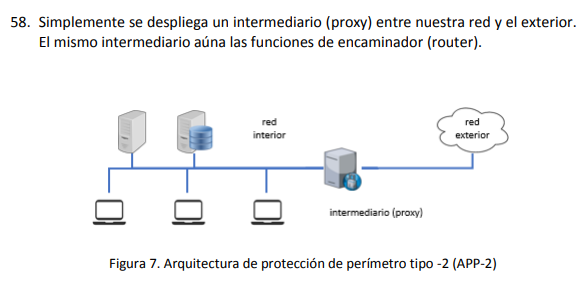 58. Simplemente se despliega un intermediario (proxy) entre nuestra red y el exterior.
El mismo intermediario aúna las funciones de encaminador (router).
red
interior
red
exterior
intermediario (proxy)
Figura 7. Arquitectura de protección de perímetro tipo -2 (APP-2)